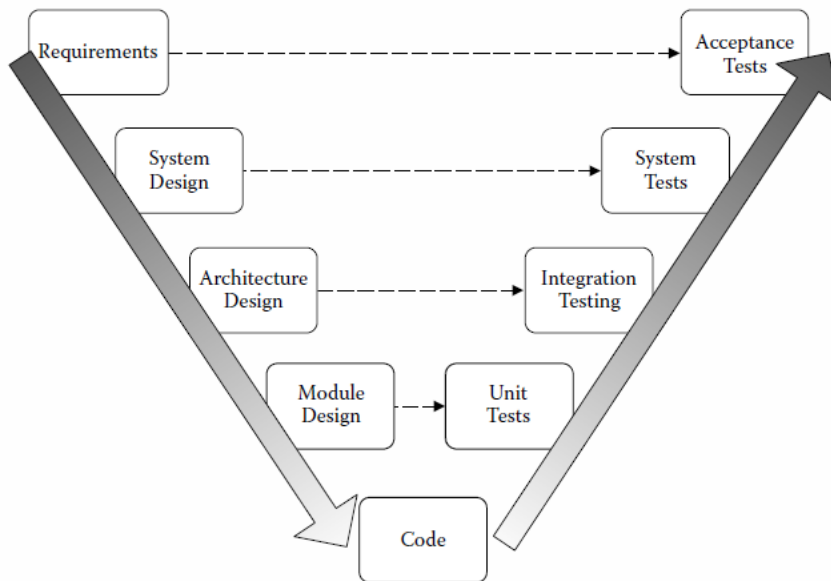 Requirements
Acceptance
Tests
System
Design
System
Tests
Architecture
Design
Integration
Testing
Module
Design
Unit
Tests
Code